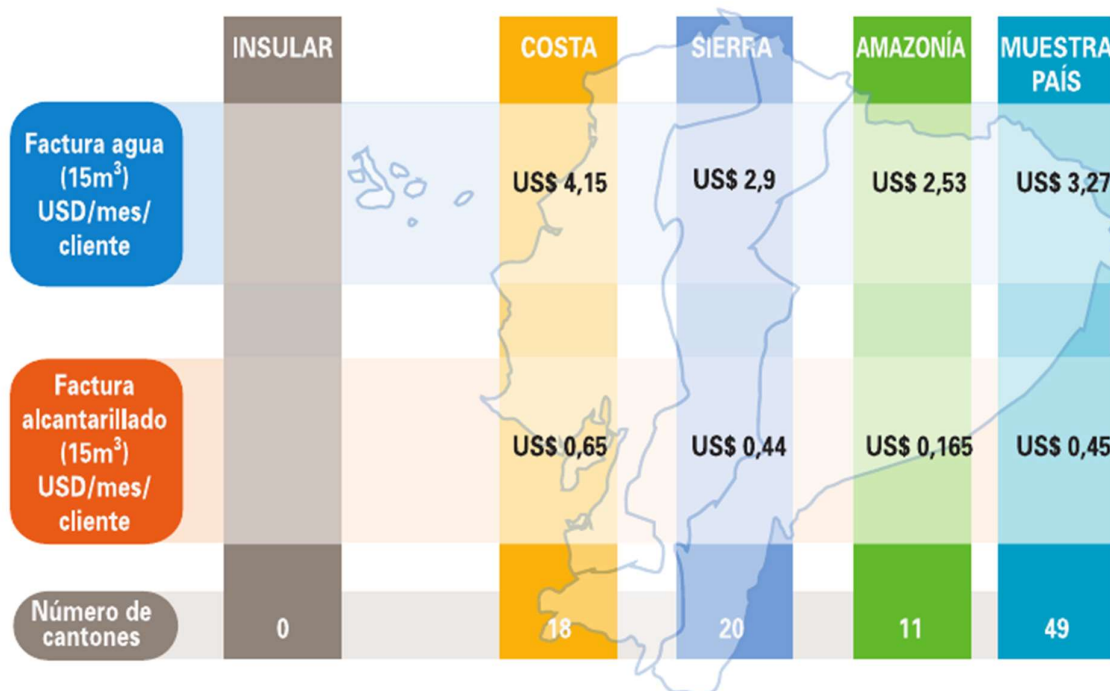 INSULAR COSTA SIERRA AMAZONÍA MUESTRA
PAÍS
Factura agua
(15m³)
USD/mes/
cliente
US$ 4,15 US$ 2,9 US$ 2,53 US$ 3,27
Factura
alcantarillado
(15m³)
USD/mes/
cliente
US$ 0,65 US$ 0,44 US$ 0,165 US$ 0,45
Número de
cantones
0 18 20 11 49